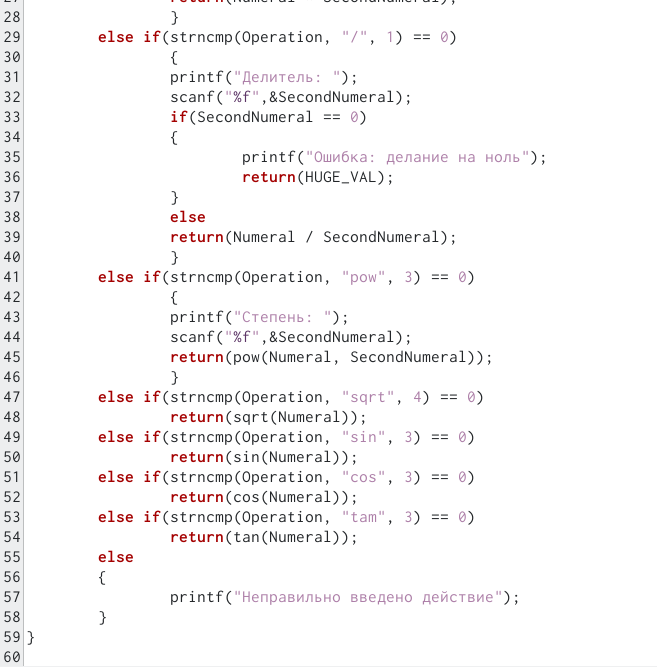 27 return(Numeral * SecondNumeral);
28 }
29 else if(strncmp(Operation, "/", 1) == 0)
30 {
31 printf("Делитель: ");
32 scanf("%f",&SecondNumeral);
33 if(SecondNumeral == 0)
34 {
35 printf("Ошибка: делание на ноль");
36 return(HUGE_VAL);
37 }
38 else
39 return(Numeral / SecondNumeral);
40 }
41 else if(strncmp(Operation, "pow", 3) == 0)
42 {
43 printf("Степень: ");
44 scanf("%f",&SecondNumeral);
45 return(pow(Numeral, SecondNumeral));
46 }
47 else if(strncmp(Operation, "sqrt", 4) == 0)
48 return(sqrt(Numeral));
49 else if(strncmp(Operation, "sin", 3) == 0)
50 return(sin(Numeral));
51 else if(strncmp(Operation, "cos", 3) == 0)
52 return(cos(Numeral));
53 else if(strncmp(Operation, "tam", 3) == 0)
54 return(tan(Numeral));
55 else
56 {
57 printf("Неправильно введено действие");
58 }
59 }
60